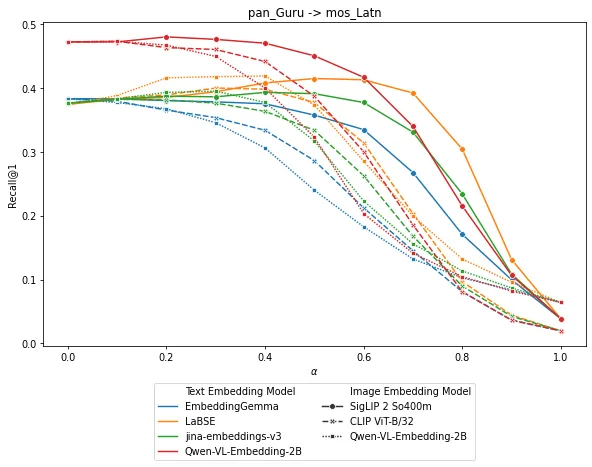 pan_Guru -> mos_Latn
Recall@1
0.5
0.4
0.3
0.2
0.1
0.0
0.0 0.2 0.4 0.6 0.8 1.0
α
Text Embedding Model
EmbeddingGemma
LaBSE
jina-embeddings-v3
Qwen-VL-Embedding-2B
Image Embedding Model
SigLIP 2 So400m
CLIP ViT-B/32
Qwen-VL-Embedding-2B